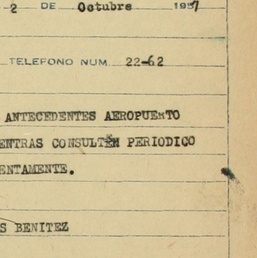 2 DE Octubre 1957
TELEFONO NUM. 22-62
ANTECEDENTES AEROPUERTO
ENTRAS CONSULTEN PERIODICO
ENTAMENTE.
S BENITEZ